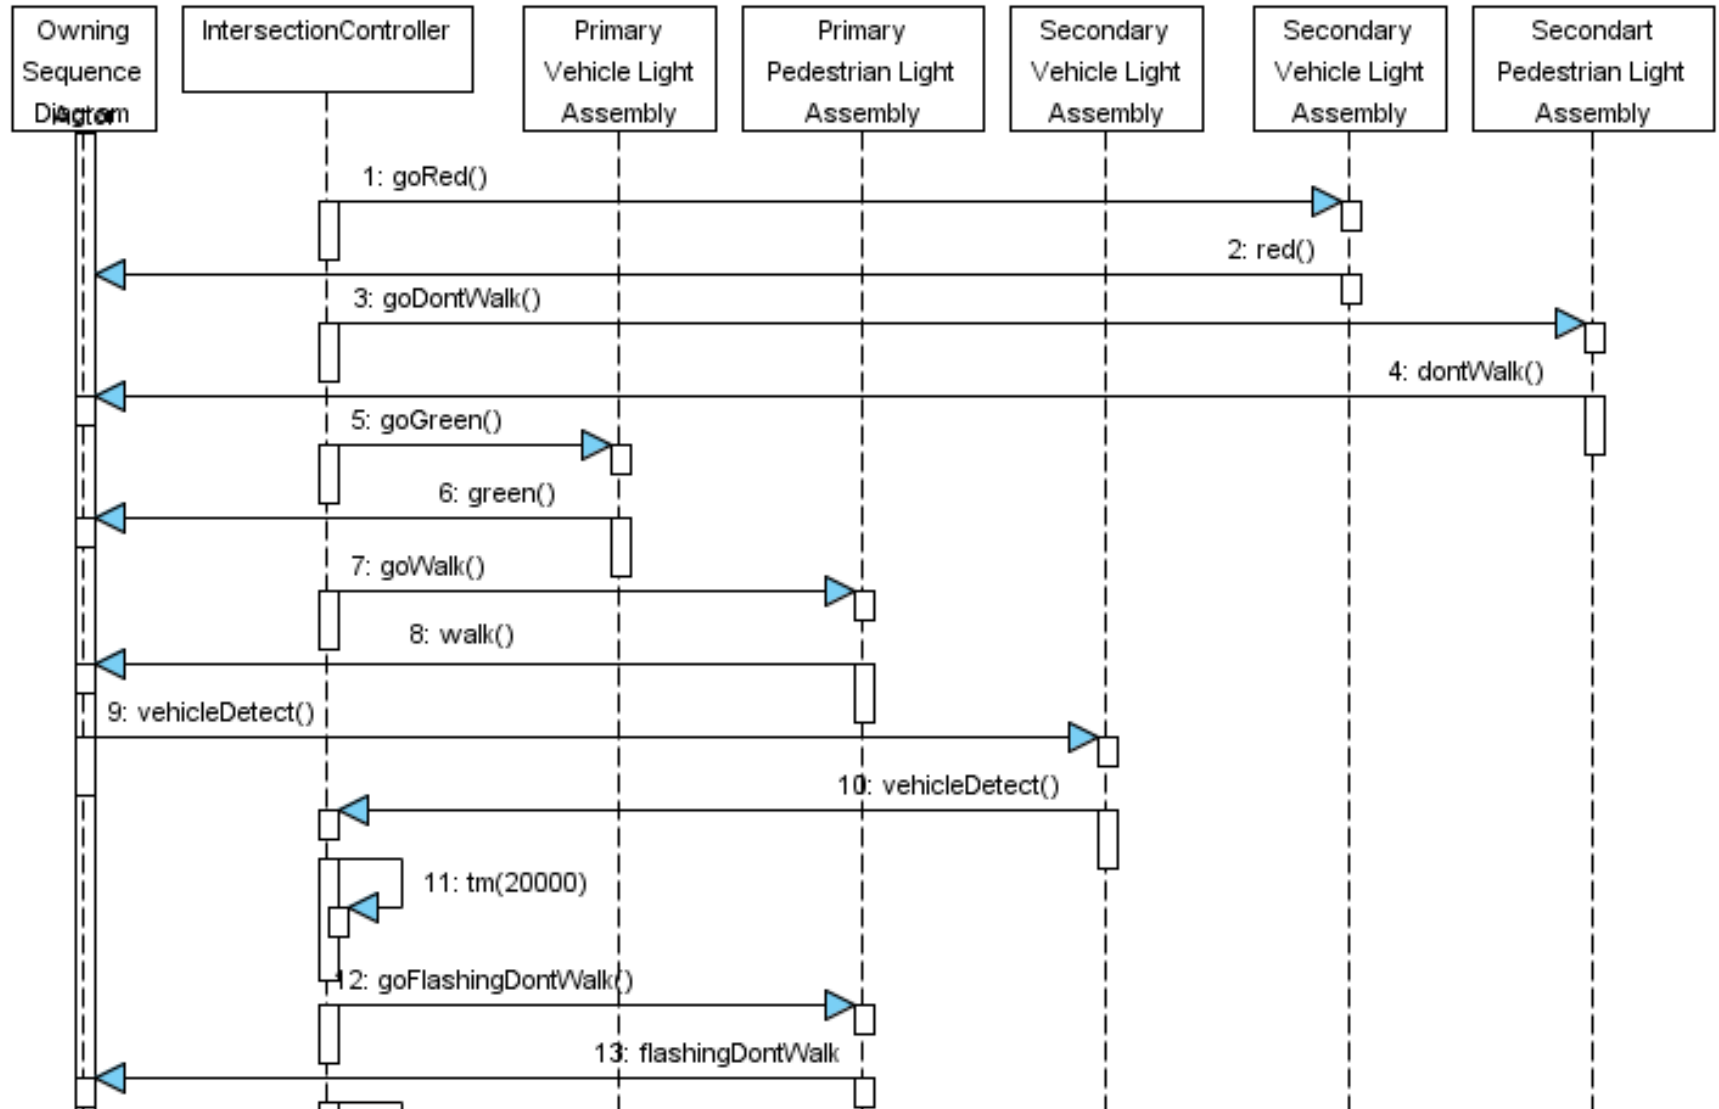 Owning
Sequence
Diagram
Actor
IntersectionController
Primary
Vehicle Light
Assembly
Primary
Pedestrian Light
Assembly
Secondary
Vehicle Light
Assembly
Secondary
Vehicle Light
Assembly
Secondart
Pedestrian Light
Assembly
1: goRed()
2: red()
3: goDontWalk()
4: dontWalk()
5: goGreen()
6: green()
7: goWalk()
8: walk()
9: vehicleDetect()
10: vehicleDetect()
11: tm(20000)
12: goFlashingDontWalk()
13: flashingDontWalk